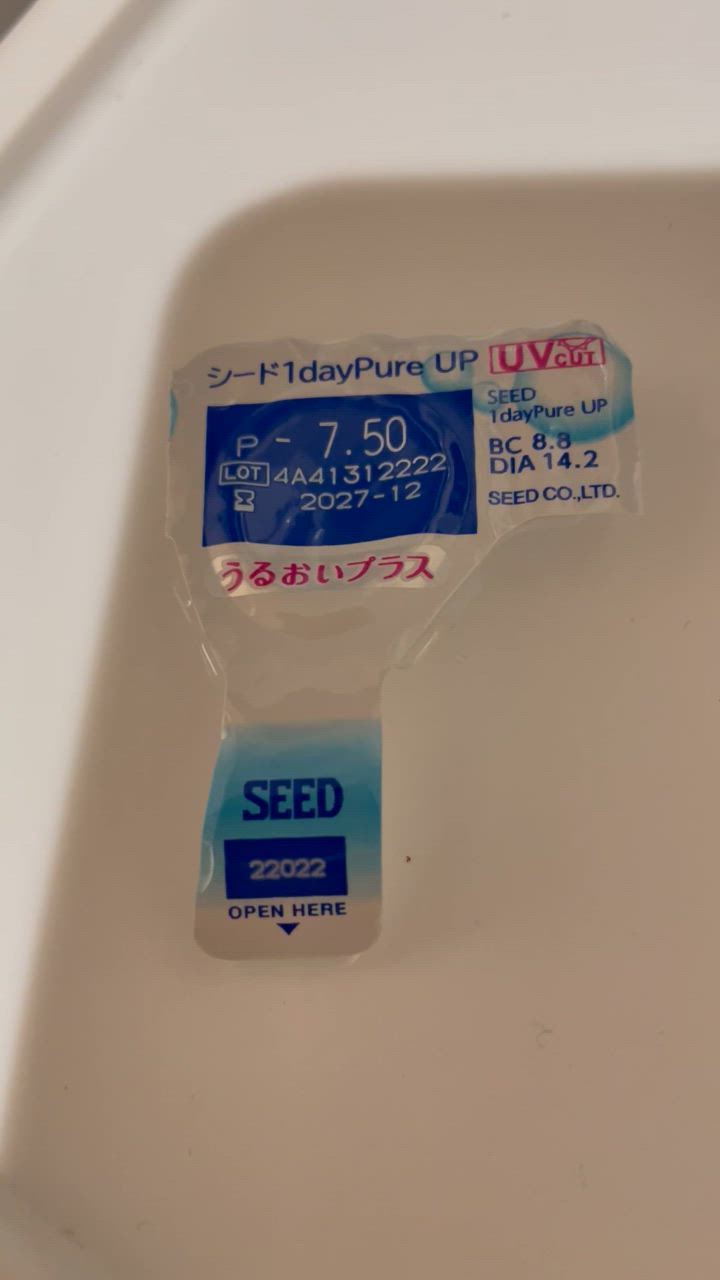 シード1dayPure UP UV CUT
P - 7.50
LOT 4A41312222
2027-12
うるおいプラス
SEED
1dayPure UP
BC 8.8
DIA 14.2
SEED CO.,LTD.
SEED
22022
OPEN HERE